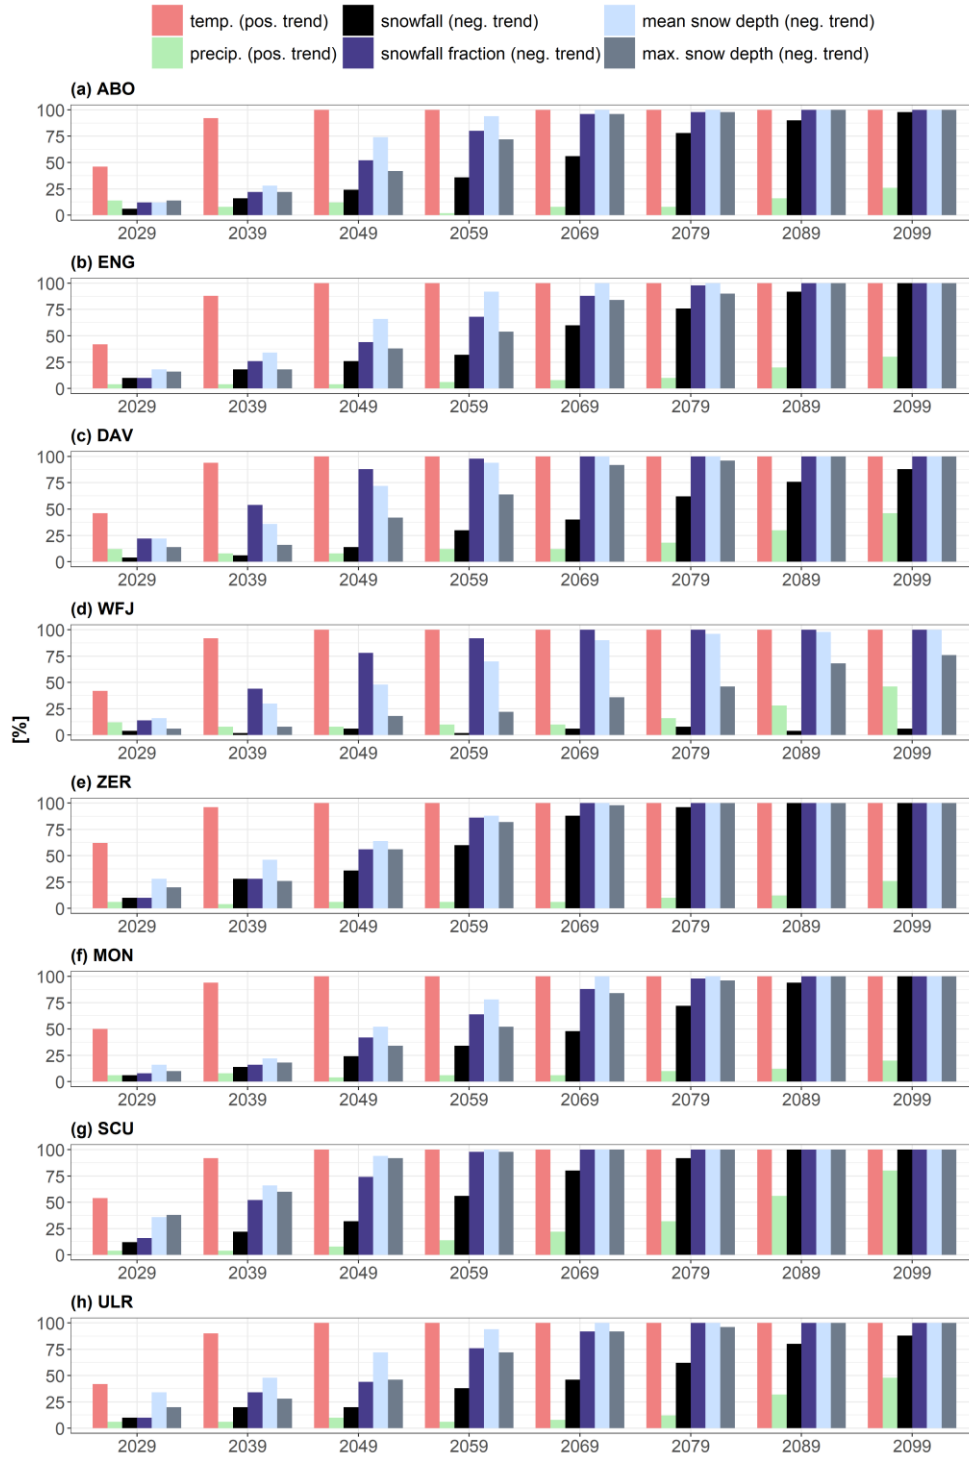 temp. (pos. trend) snowfall (neg. trend) mean snow depth (neg. trend)
precip. (pos. trend) snowfall fraction (neg. trend) max. snow depth (neg. trend)
(a) ABO
100
75
50
25
0
2029 2039 2049 2059 2069 2079 2089 2099
(b) ENG
100
75
50
25
0
2029 2039 2049 2059 2069 2079 2089 2099
(c) DAV
100
75
50
25
0
2029 2039 2049 2059 2069 2079 2089 2099
(d) WFJ
100
75
50
25
0
2029 2039 2049 2059 2069 2079 2089 2099
[%]
(e) ZER
100
75
50
25
0
2029 2039 2049 2059 2069 2079 2089 2099
(f) MON
100
75
50
25
0
2029 2039 2049 2059 2069 2079 2089 2099
(g) SCU
100
75
50
25
0
2029 2039 2049 2059 2069 2079 2089 2099
(h) ULR
100
75
50
25
0
2029 2039 2049 2059 2069 2079 2089 2099